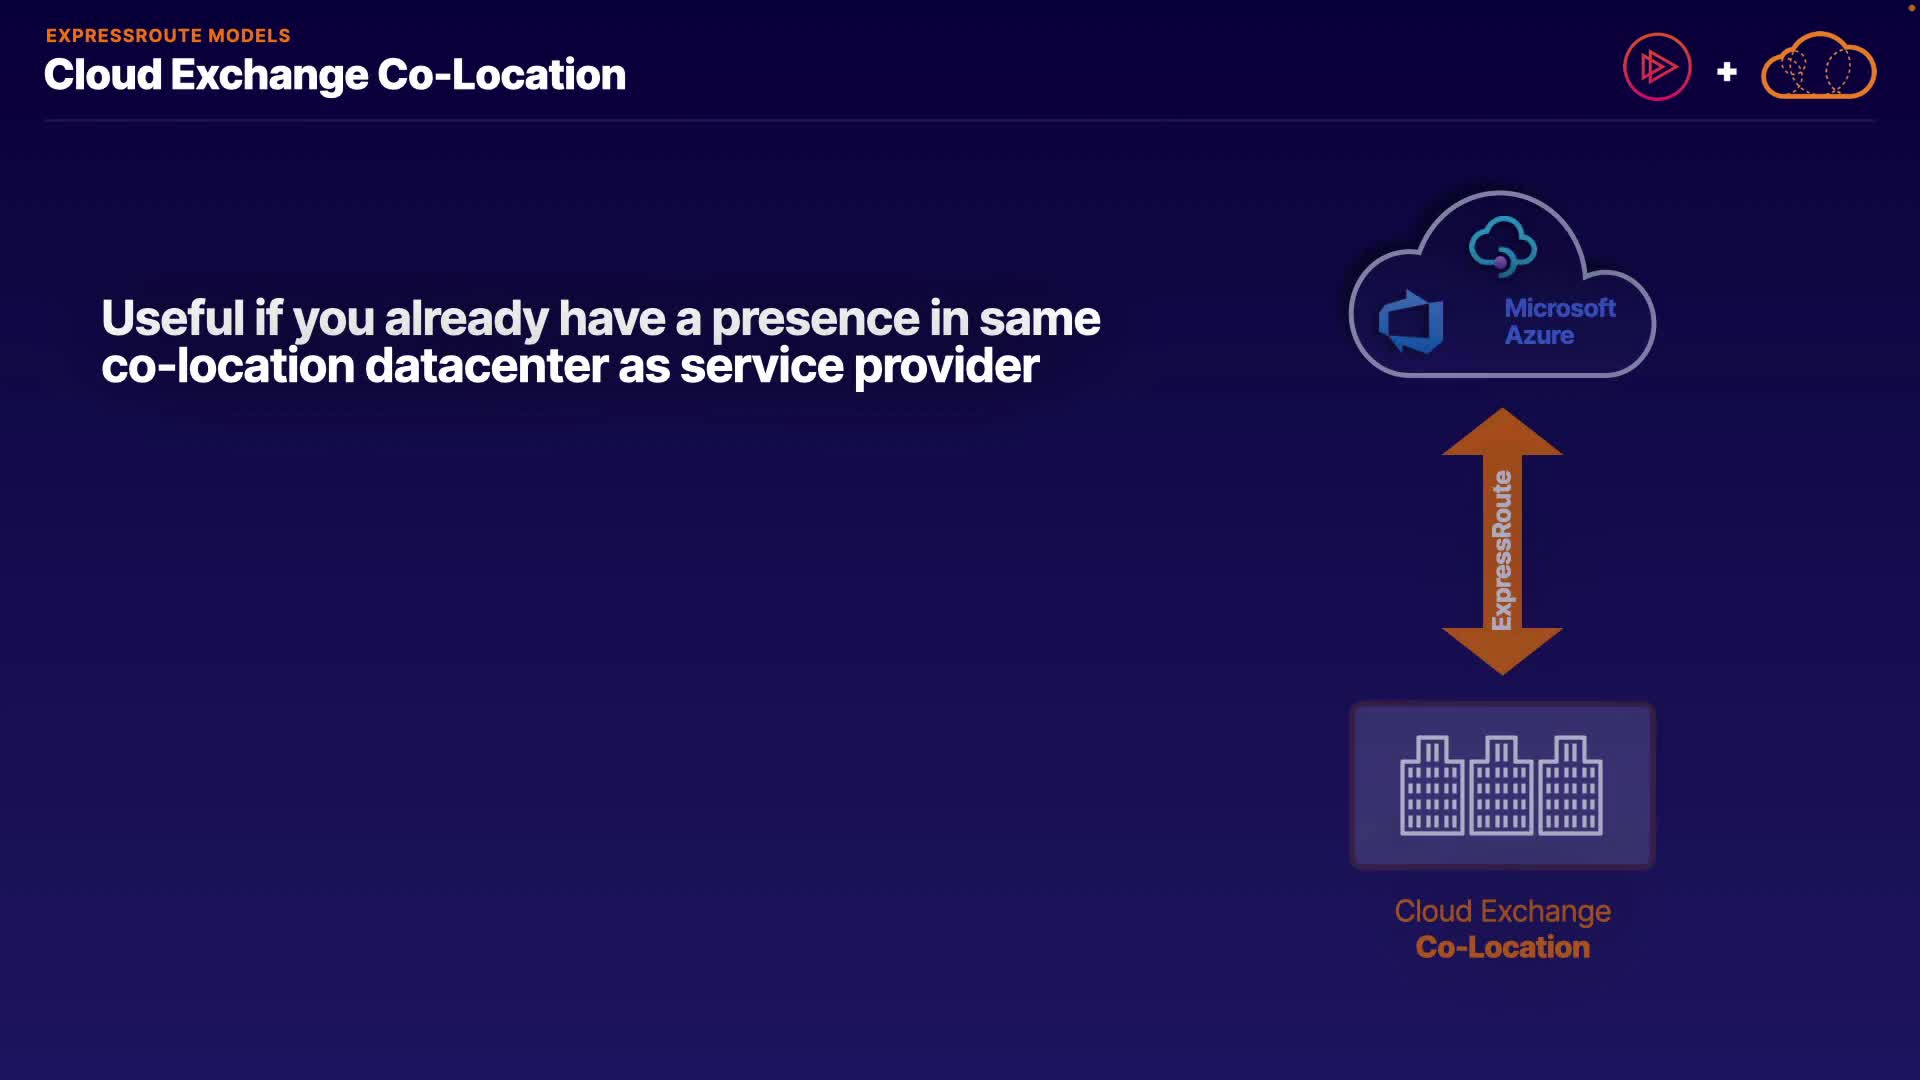 EXPRESSROUTE MODELS
Cloud Exchange Co-Location
Useful if you already have a presence in same
co-location datacenter as service provider
Microsoft
Azure
ExpressRoute
Cloud Exchange
Co-Location